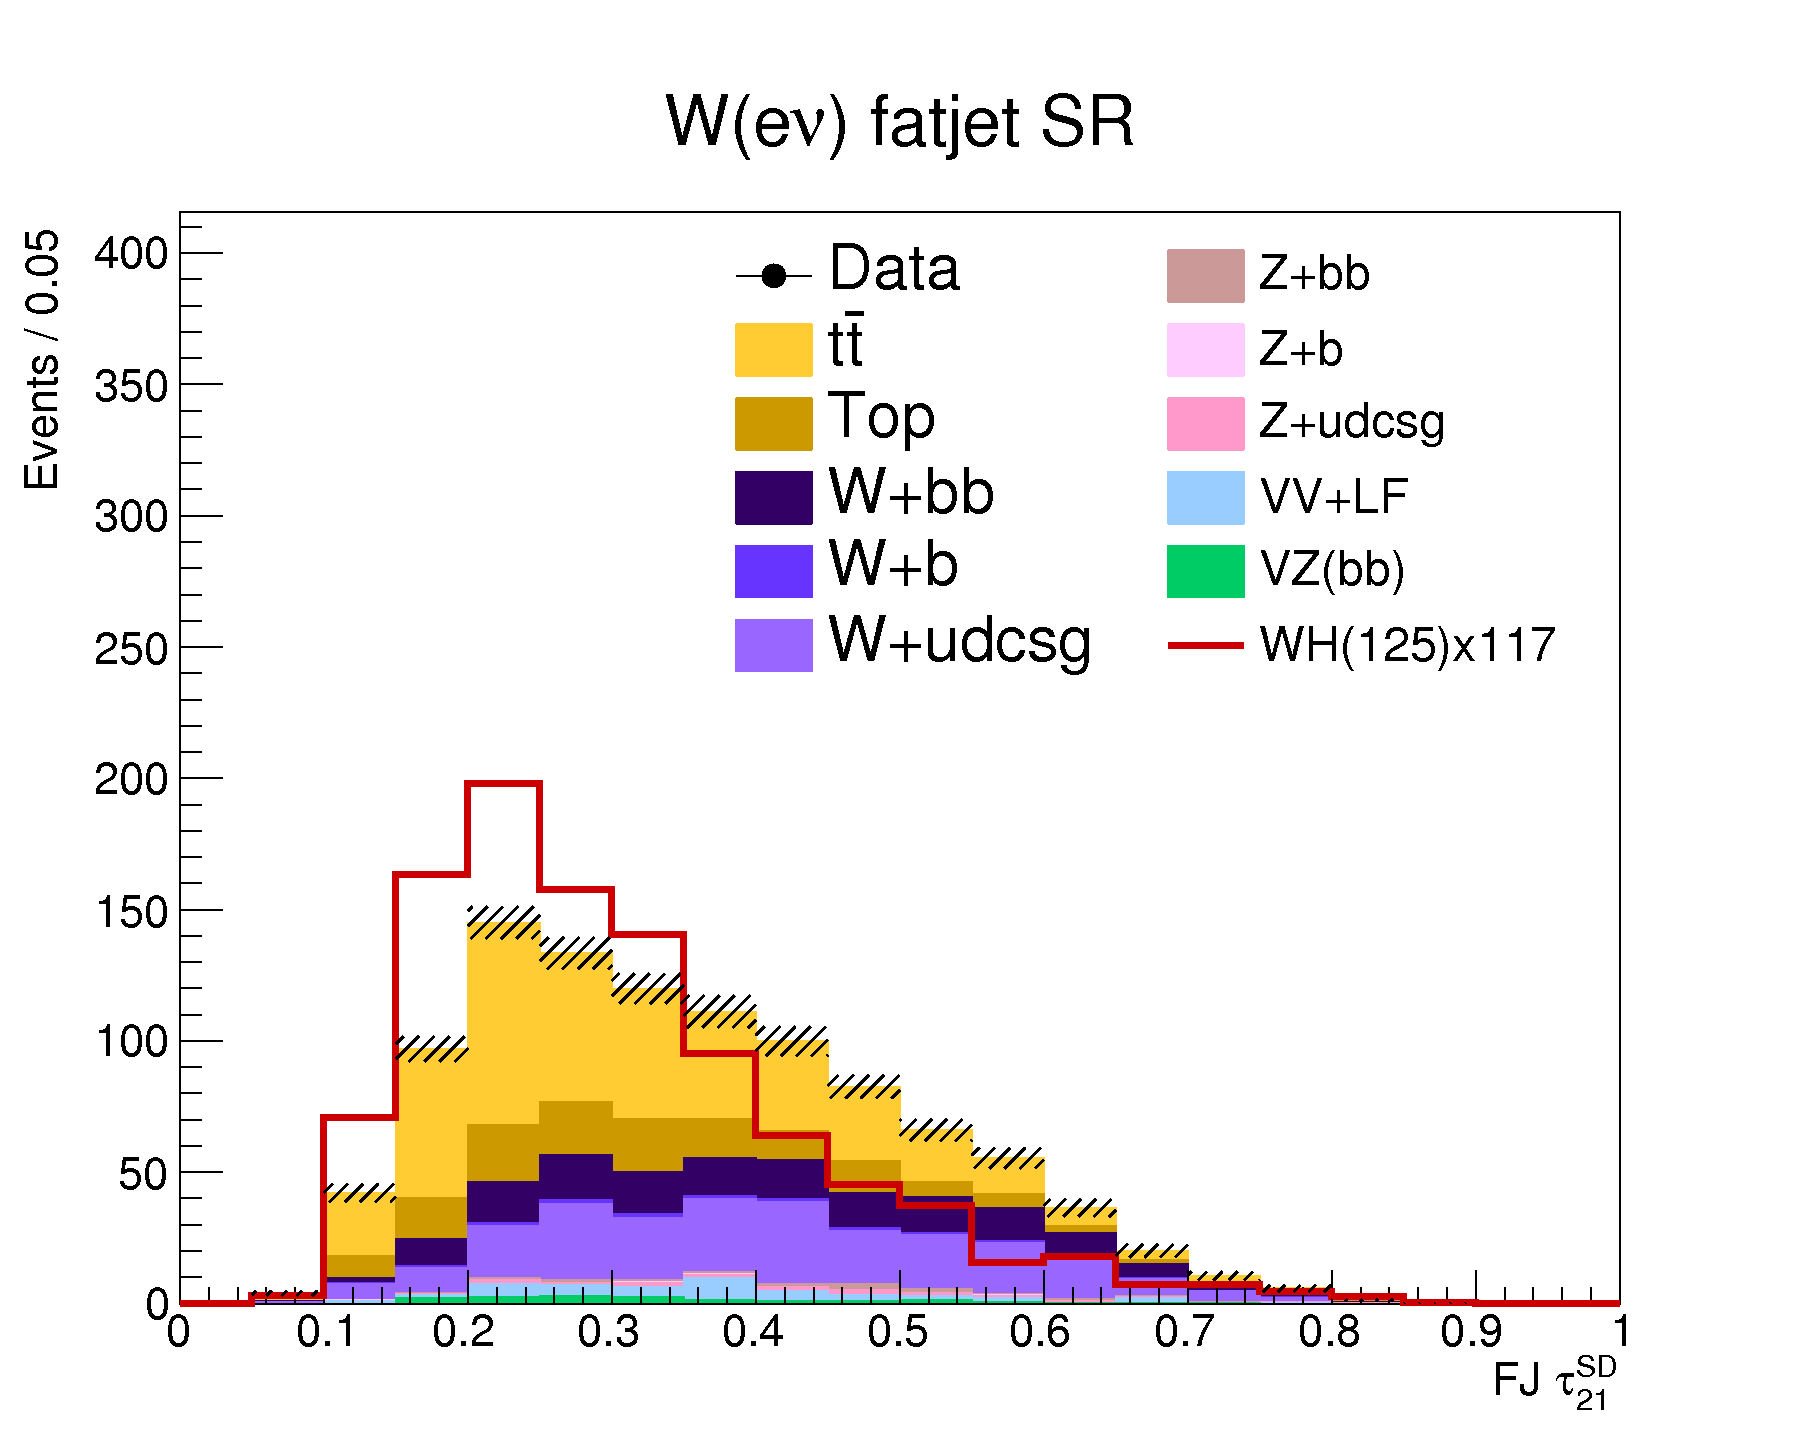 W(eν) fatjet SR
Events / 0.05
400
350
300
250
200
150
100
50
0
Data
tt̄
Top
W+bb
W+b
W+udcsg
Z+bb
Z+b
Z+udcsg
VV+LF
VZ(bb)
WH(125)x117
0 0.1 0.2 0.3 0.4 0.5 0.6 0.7 0.8 0.9 1
FJ τ₂₁^SD